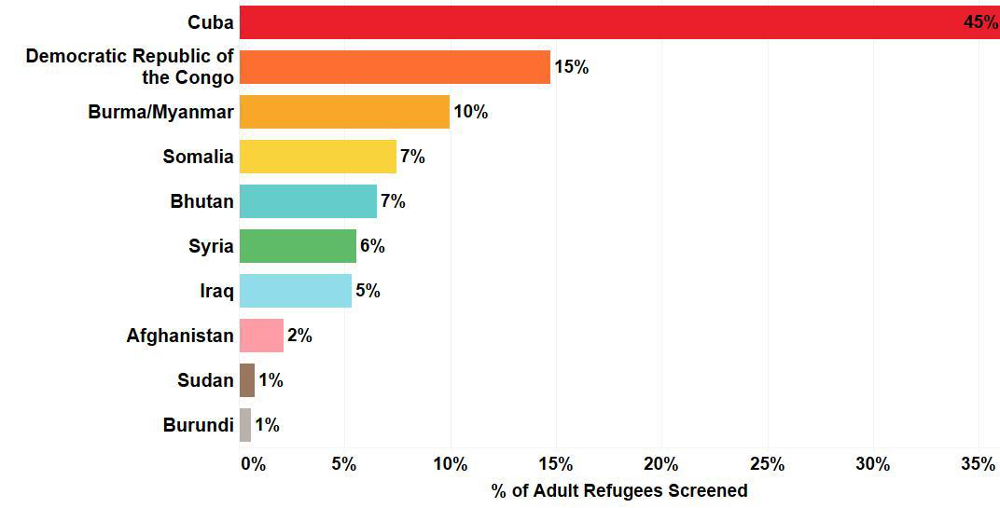 Cuba 45%
Democratic Republic of
the Congo 15%
Burma/Myanmar 10%
Somalia 7%
Bhutan 7%
Syria 6%
Iraq 5%
Afghanistan 2%
Sudan 1%
Burundi 1%
0% 5% 10% 15% 20% 25% 30% 35%
% of Adult Refugees Screened